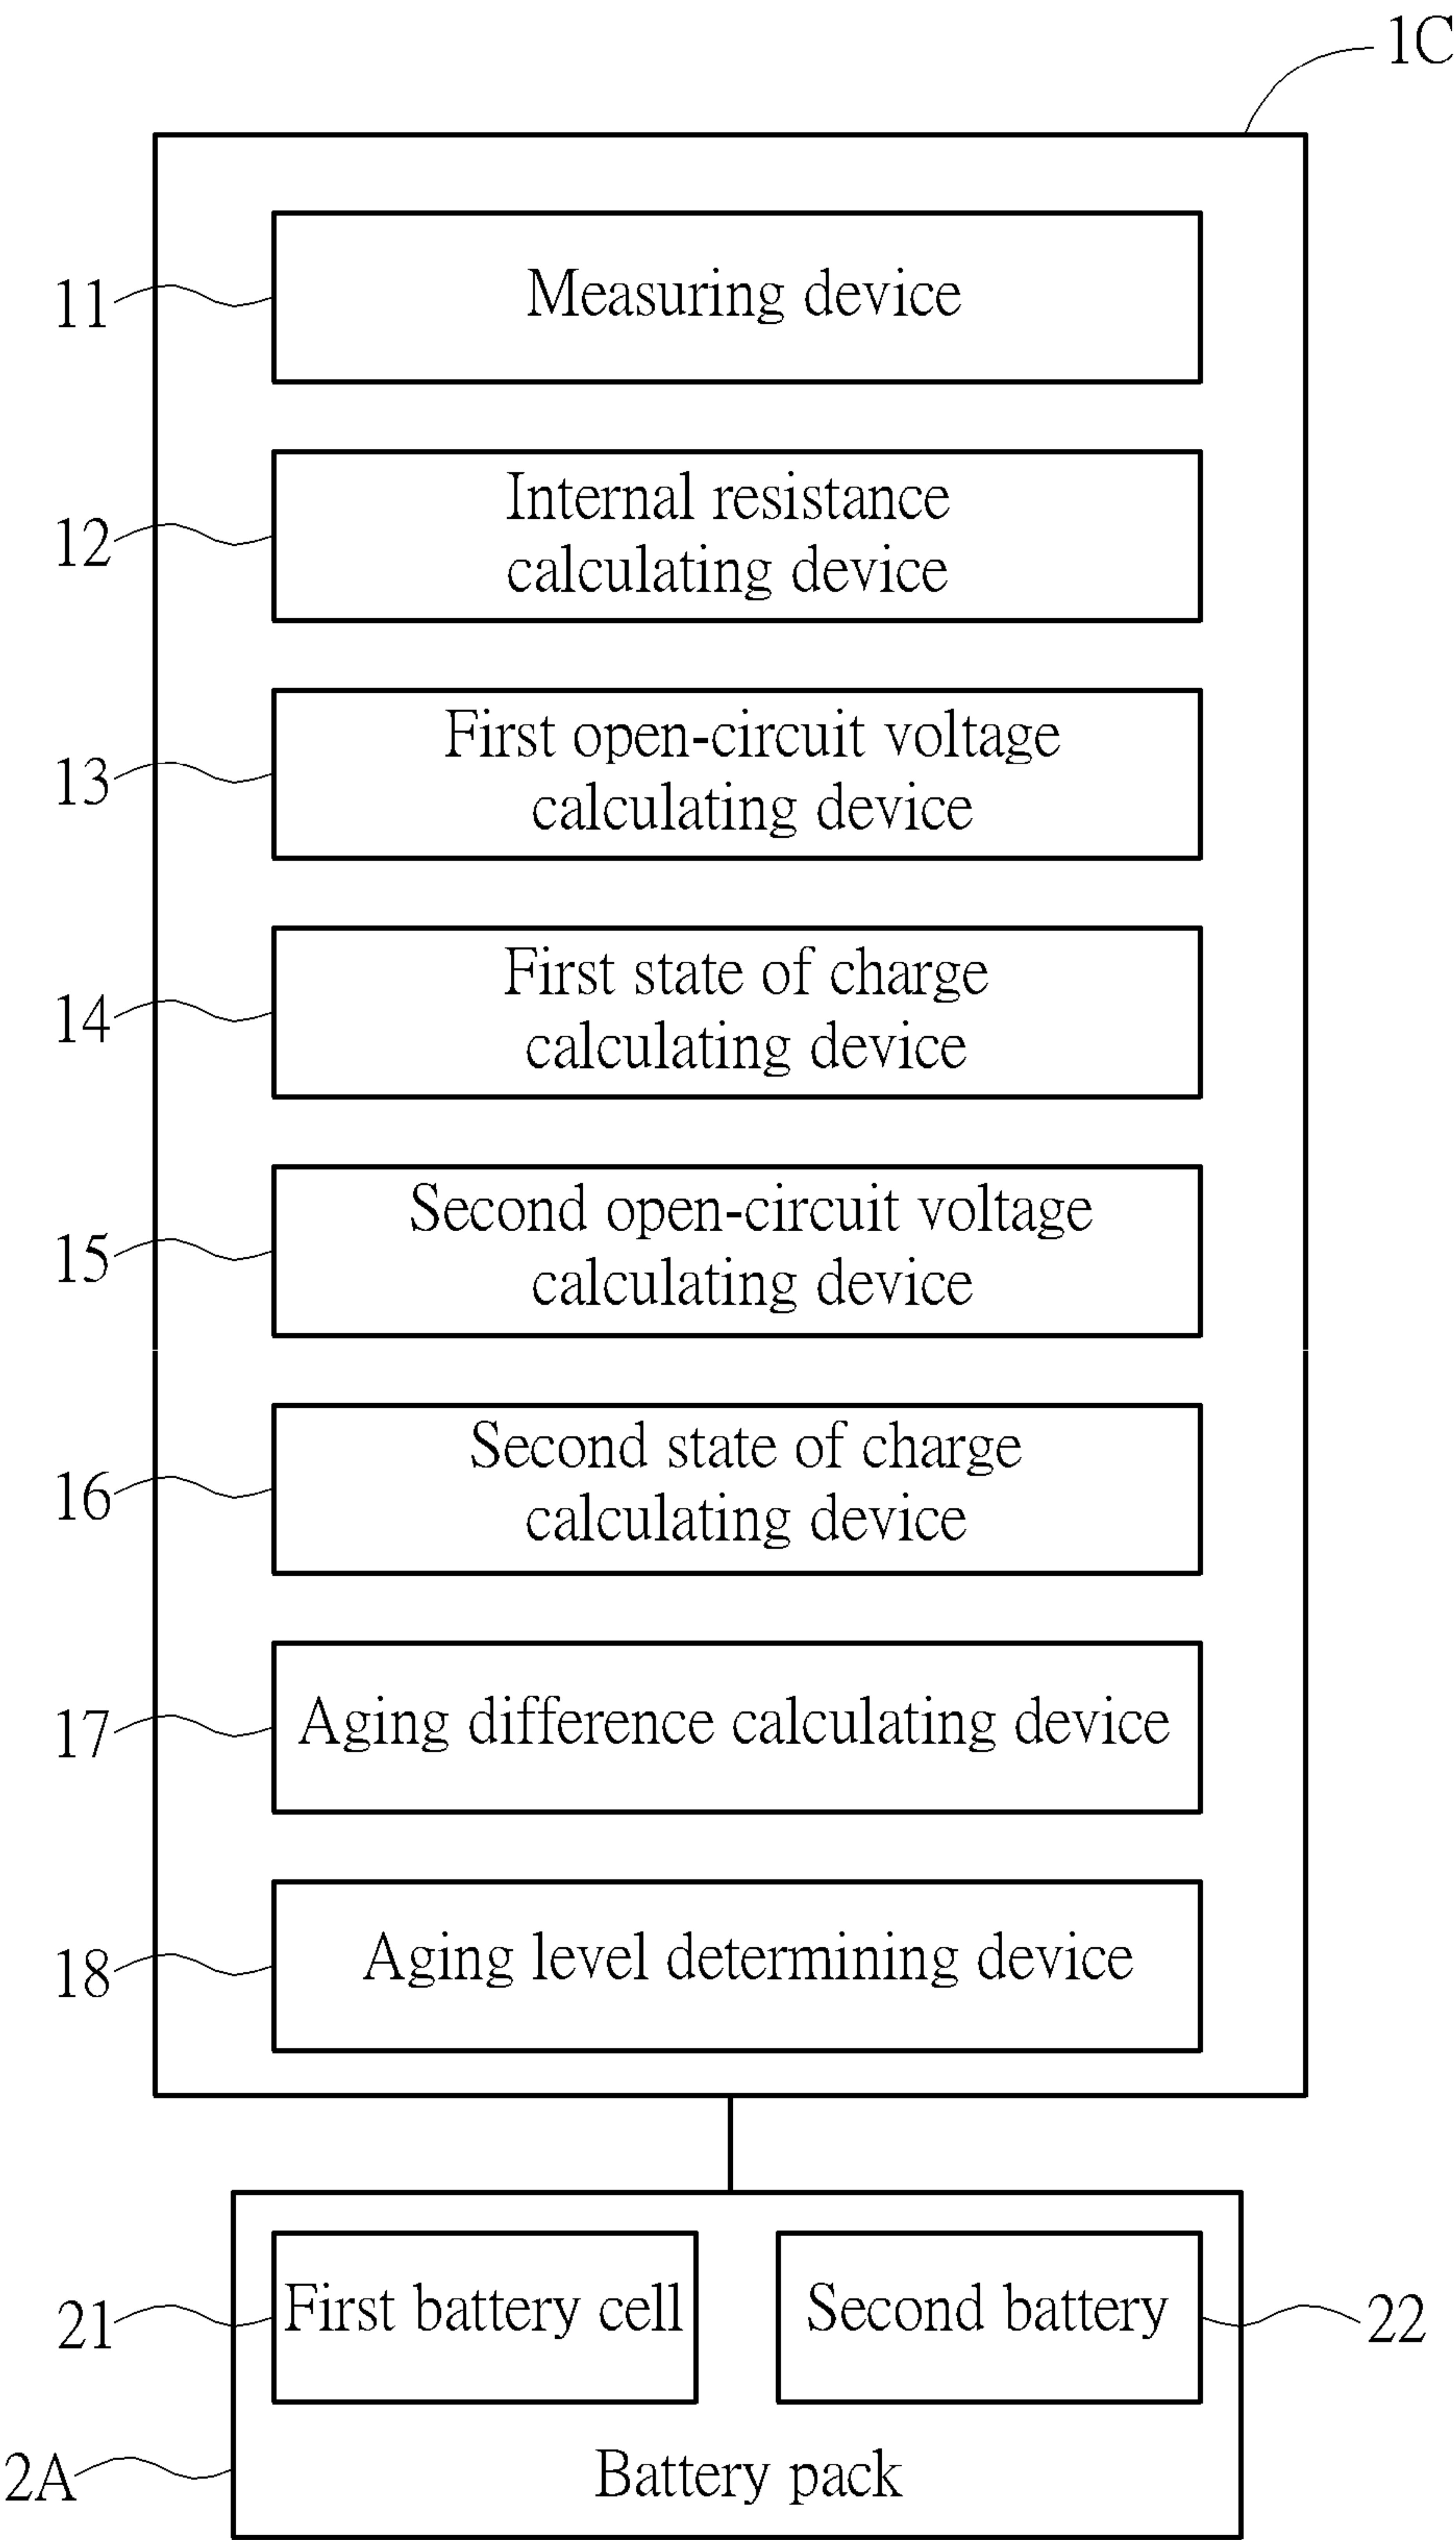 1C
11
Measuring device
12
Internal resistance
calculating device
13
First open-circuit voltage
calculating device
14
First state of charge
calculating device
15
Second open-circuit voltage
calculating device
16
Second state of charge
calculating device
17
Aging difference calculating device
18
Aging level determining device
21
First battery cell
Second battery
22
2A
Battery pack